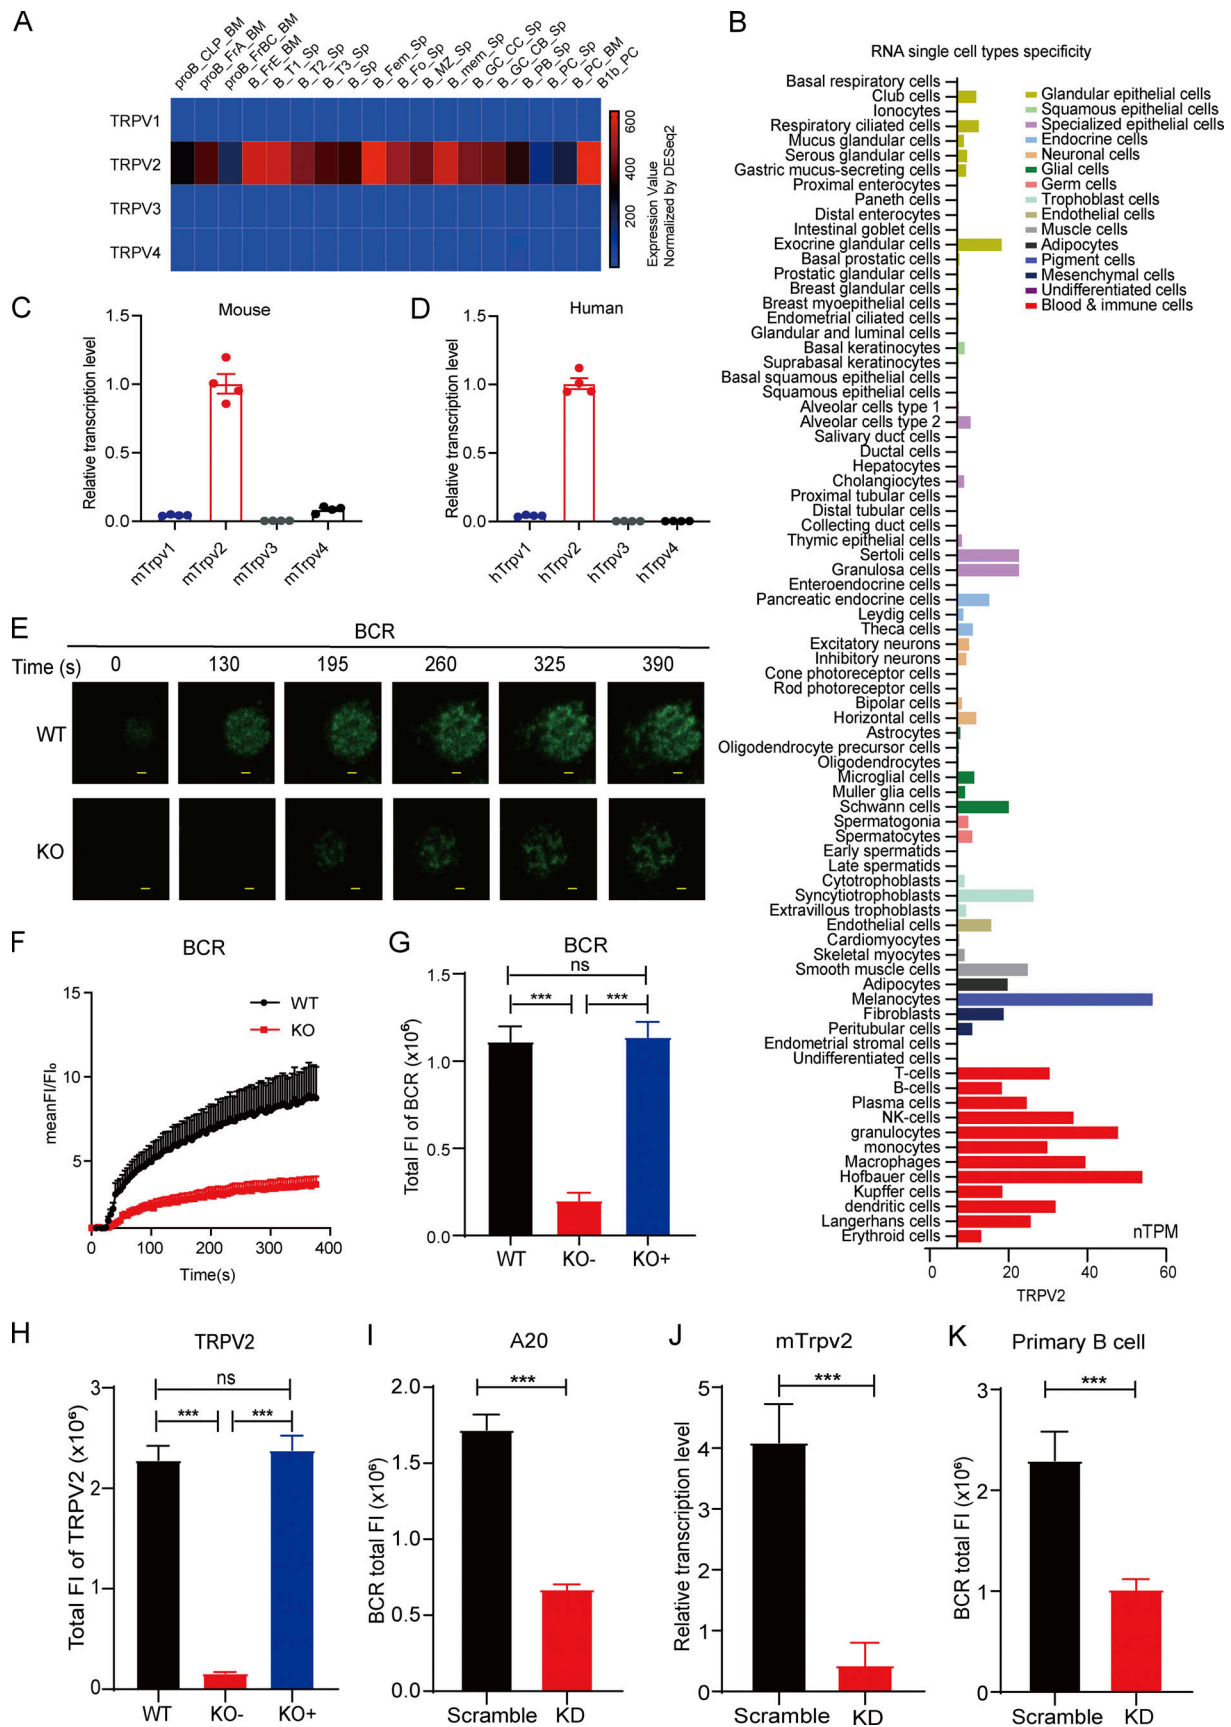 A
proB_CLP_BM
proB_FrA_BM
proB_FrBC_BM
B_FrE_BM
B_T1_Sp
B_T2_Sp
B_T3_Sp
B_Sp
B_Fem_Sp
B_Fo_Sp
B_MZ_Sp
B_mem_Sp
B_GC_CC_Sp
B_GC_CB_Sp
B_PB_Sp
B_PC_Sp
B_PC_BM
B1b_PC
TRPV1
TRPV2
TRPV3
TRPV4
600
400
200
Expression Value
Normalized by DESeq2
B
RNA single cell types specificity
Basal respiratory cells
Club cells
Ionocytes
Respiratory ciliated cells
Mucus glandular cells
Serous glandular cells
Gastric mucus-secreting cells
Proximal enterocytes
Paneth cells
Distal enterocytes
Intestinal goblet cells
Exocrine glandular cells
Basal prostatic cells
Prostatic glandular cells
Breast glandular cells
Breast myoepithelial cells
Endometrial ciliated cells
Glandular and luminal cells
Basal keratinocytes
Suprabasal keratinocytes
Basal squamous epithelial cells
Squamous epithelial cells
Alveolar cells type 1
Alveolar cells type 2
Salivary duct cells
Ductal cells
Hepatocytes
Cholangiocytes
Proximal tubular cells
Distal tubular cells
Collecting duct cells
Thymic epithelial cells
Sertoli cells
Granulosa cells
Enteroendocrine cells
Pancreatic endocrine cells
Leydig cells
Theca cells
Excitatory neurons
Inhibitory neurons
Cone photoreceptor cells
Rod photoreceptor cells
Bipolar cells
Horizontal cells
Astrocytes
Oligodendrocyte precursor cells
Oligodendrocytes
Microglial cells
Muller glia cells
Schwann cells
Spermatogonia
Spermatocytes
Early spermatids
Late spermatids
Cytotrophoblasts
Syncytiotrophoblasts
Extravillous trophoblasts
Endothelial cells
Cardiomyocytes
Skeletal myocytes
Smooth muscle cells
Adipocytes
Melanocytes
Fibroblasts
Peritubular cells
Endometrial stromal cells
Undifferentiated cells
T-cells
B-cells
Plasma cells
NK-cells
granulocytes
monocytes
Macrophages
Hofbauer cells
Kupffer cells
dendritic cells
Langerhans cells
Erythroid cells
Glandular epithelial cells
Squamous epithelial cells
Specialized epithelial cells
Endocrine cells
Neuronal cells
Glial cells
Germ cells
Trophoblast cells
Endothelial cells
Muscle cells
Adipocytes
Pigment cells
Mesenchymal cells
Undifferentiated cells
Blood & immune cells
nTPM
0 20 40 60
TRPV2
C
Mouse
Relative transcription level
1.5
1.0
0.5
0.0
mTrpv1 mTrpv2 mTrpv3 mTrpv4
D
Human
Relative transcription level
1.5
1.0
0.5
0.0
hTrpv1 hTrpv2 hTrpv3 hTrpv4
E
BCR
Time (s) 0 130 195 260 325 390
WT
KO
F
BCR
meanFI/FI₀
15
10
5
WT
KO
0 100 200 300 400
Time(s)
G
BCR
Total FI of BCR (x10⁶)
1.5
1.0
0.5
0.0
ns
*** ***
WT KO- KO+
H
TRPV2
Total FI of TRPV2 (x10⁶)
3
2
1
0
ns
*** ***
WT KO- KO+
I
A20
BCR total FI (x10⁶)
2.0
1.5
1.0
0.5
0.0
***
Scramble KD
J
mTrpv2
Relative transcription level
5
4
3
2
1
0
***
Scramble KD
K
Primary B cell
BCR total FI (x10⁶)
3
2
1
0
***
Scramble KD